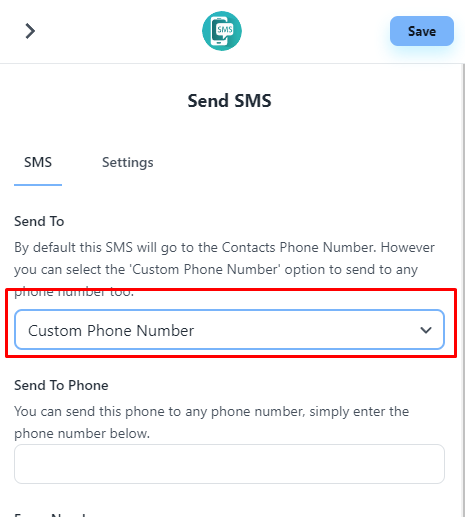 SMS
Save
Send SMS
SMS
Settings
Send To
By default this SMS will go to the Contacts Phone Number. However
you can select the 'Custom Phone Number' option to send to any
phone number too.
Custom Phone Number
Send To Phone
You can send this phone to any phone number, simply enter the
phone number below.